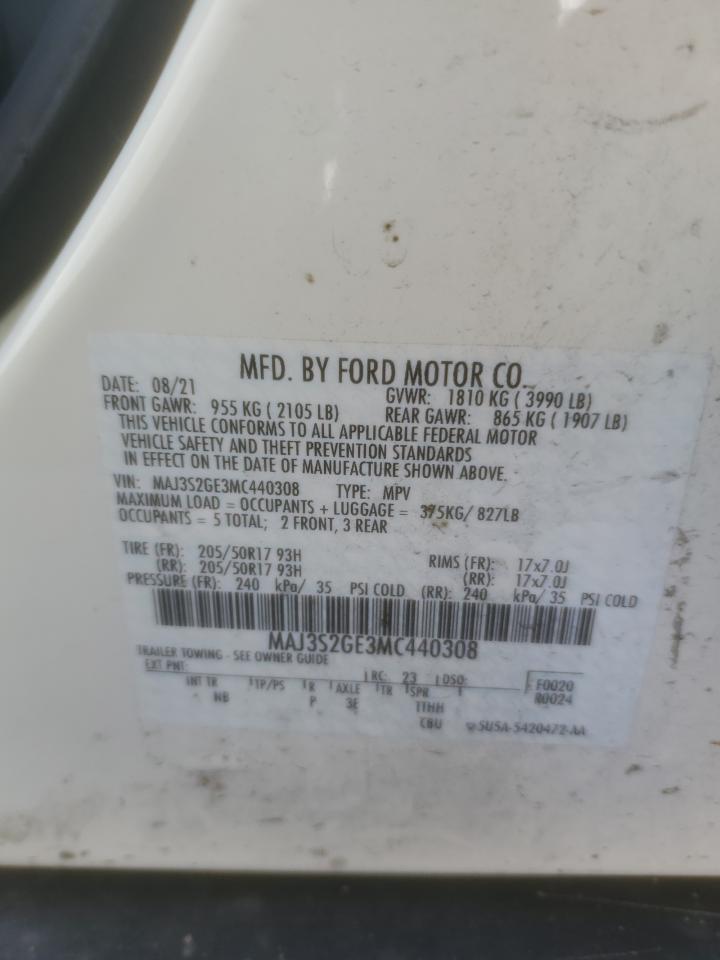 MFD. BY FORD MOTOR CO.
DATE: 08/21 GVWR: 1810 KG ( 3990 LB)
FRONT GAWR: 955 KG ( 2105 LB) REAR GAWR: 865 KG ( 1907 LB)
THIS VEHICLE CONFORMS TO ALL APPLICABLE FEDERAL MOTOR
VEHICLE SAFETY AND THEFT PREVENTION STANDARDS
IN EFFECT ON THE DATE OF MANUFACTURE SHOWN ABOVE.
VIN: MAJ3S2GE3MC440308 TYPE: MPV
MAXIMUM LOAD = OCCUPANTS + LUGGAGE = 375KG/ 827LB
OCCUPANTS = 5 TOTAL; 2 FRONT, 3 REAR
TIRE (FR): 205/50R17 93H RIMS (FR): 17x7.0J
(RR): 205/50R17 93H (RR): 17x7.0J
PRESSURE (FR): 240 kPa/ 35 PSI COLD (RR): 240 kPa/ 35 PSI COLD
MAJ3S2GE3MC440308
TRAILER TOWING - SEE OWNER GUIDE
EXT PNT: RC: 23 DSO: F0020
INT TR TP/PS R AXLE TR SPR R0024
NB P 3E TTHH
CBU 5U5A-5420472-AA